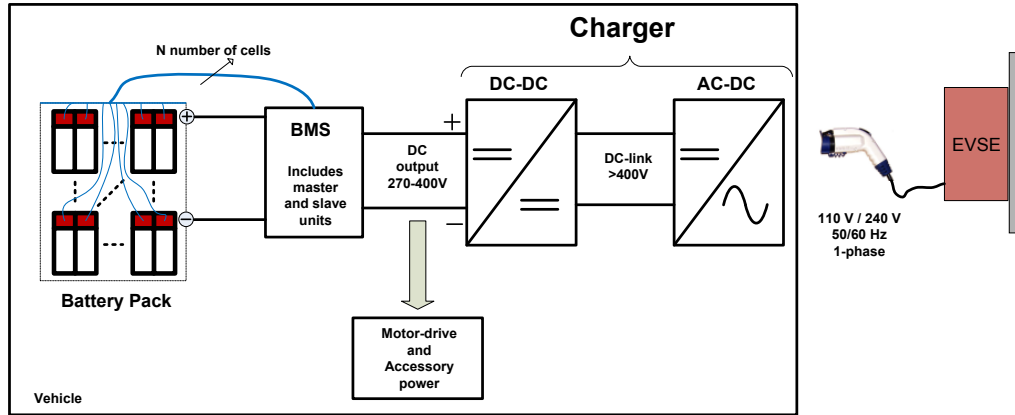 Charger
N number of cells
DC-DC
AC-DC
+
BMS
Includes
master
and slave
units
+
DC
output
270-400V
−
DC-link
>400V
−
Battery Pack
Motor-drive
and
Accessory
power
Vehicle
EVSE
110 V / 240 V
50/60 Hz
1-phase